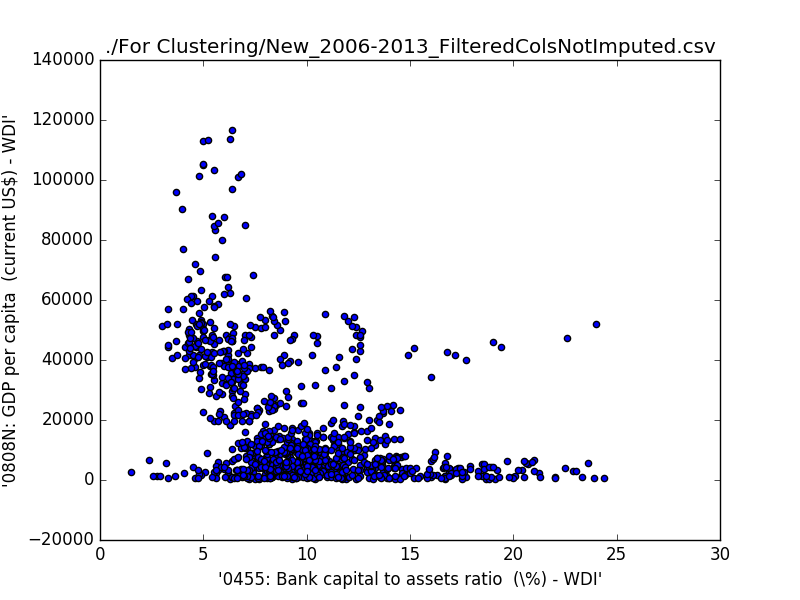 ./For Clustering/New_2006-2013_FilteredColsNotImputed.csv
140000
120000
100000
80000
60000
40000
20000
0
−20000
'0808N: GDP per capita  (current US$) - WDI'
0 5 10 15 20 25 30
'0455: Bank capital to assets ratio  (\%) - WDI'